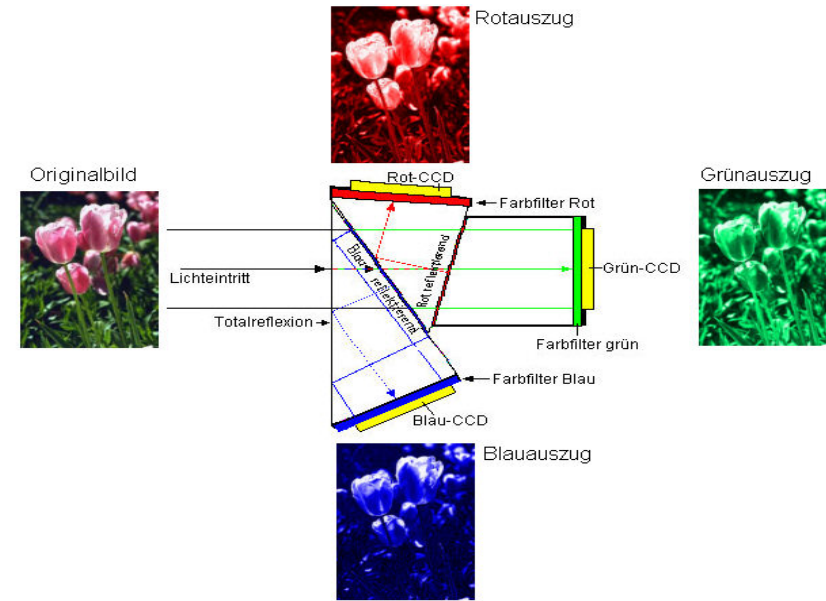 Rotauszug
Originalbild
Rot-CCD
Grünauszug
Farbfilter Rot
Blau reflektierend
Rot reflektierend
Lichteintritt
Grün-CCD
Totalreflexion
Farbfilter grün
Farbfilter Blau
Blau-CCD
Blauauszug